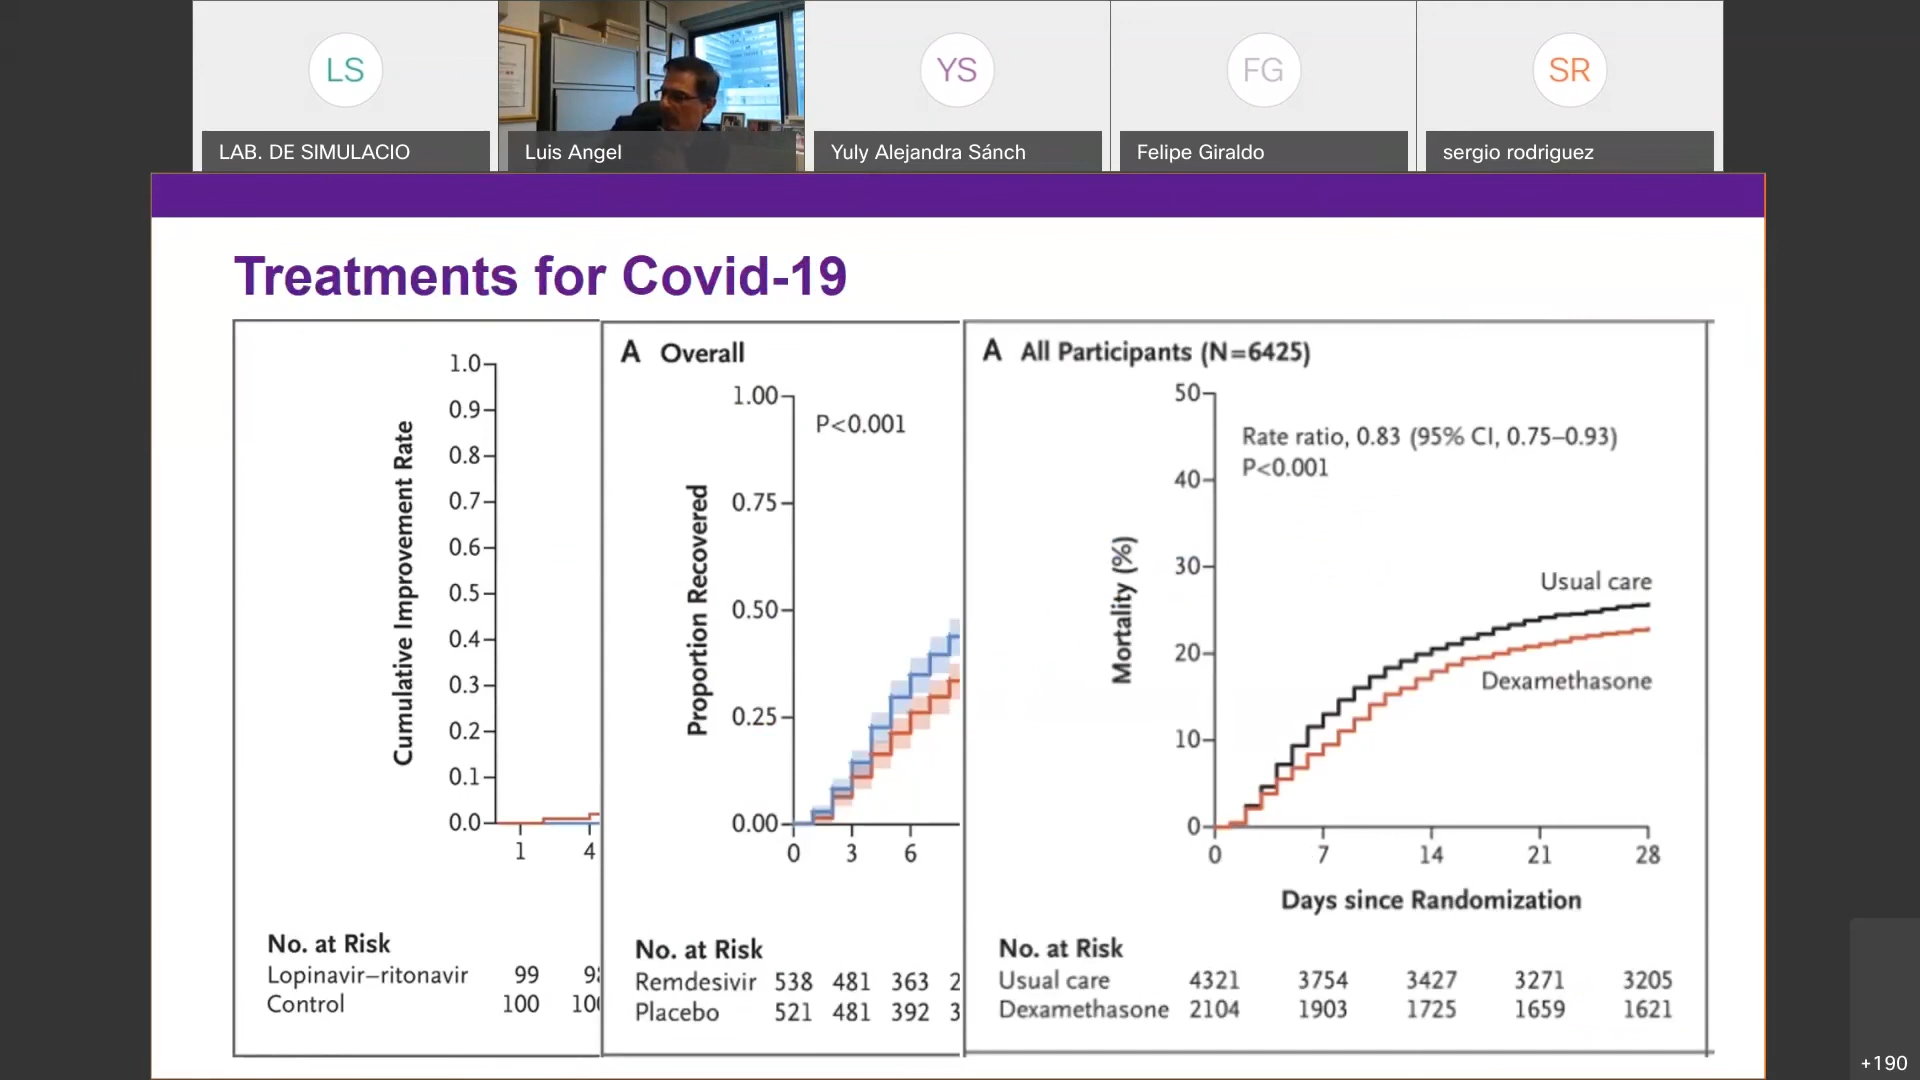 LS
LAB. DE SIMULACIO
Luis Angel
YS
Yuly Alejandra Sánch
FG
Felipe Giraldo
SR
sergio rodriguez
Treatments for Covid-19
Cumulative Improvement Rate
1.0
0.9
0.8
0.7
0.6
0.5
0.4
0.3
0.2
0.1
0.0
1 4
No. at Risk
Lopinavir–ritonavir 99
Control 100
A Overall
P<0.001
Proportion Recovered
1.00
0.75
0.50
0.25
0.00
0 3 6
No. at Risk
Remdesivir 538 481 363 2
Placebo 521 481 392 3
A All Participants (N=6425)
Rate ratio, 0.83 (95% CI, 0.75–0.93)
P<0.001
Mortality (%)
50
40
30
20
10
0
Usual care
Dexamethasone
0 7 14 21 28
Days since Randomization
No. at Risk
Usual care 4321 3754 3427 3271 3205
Dexamethasone 2104 1903 1725 1659 1621
+190